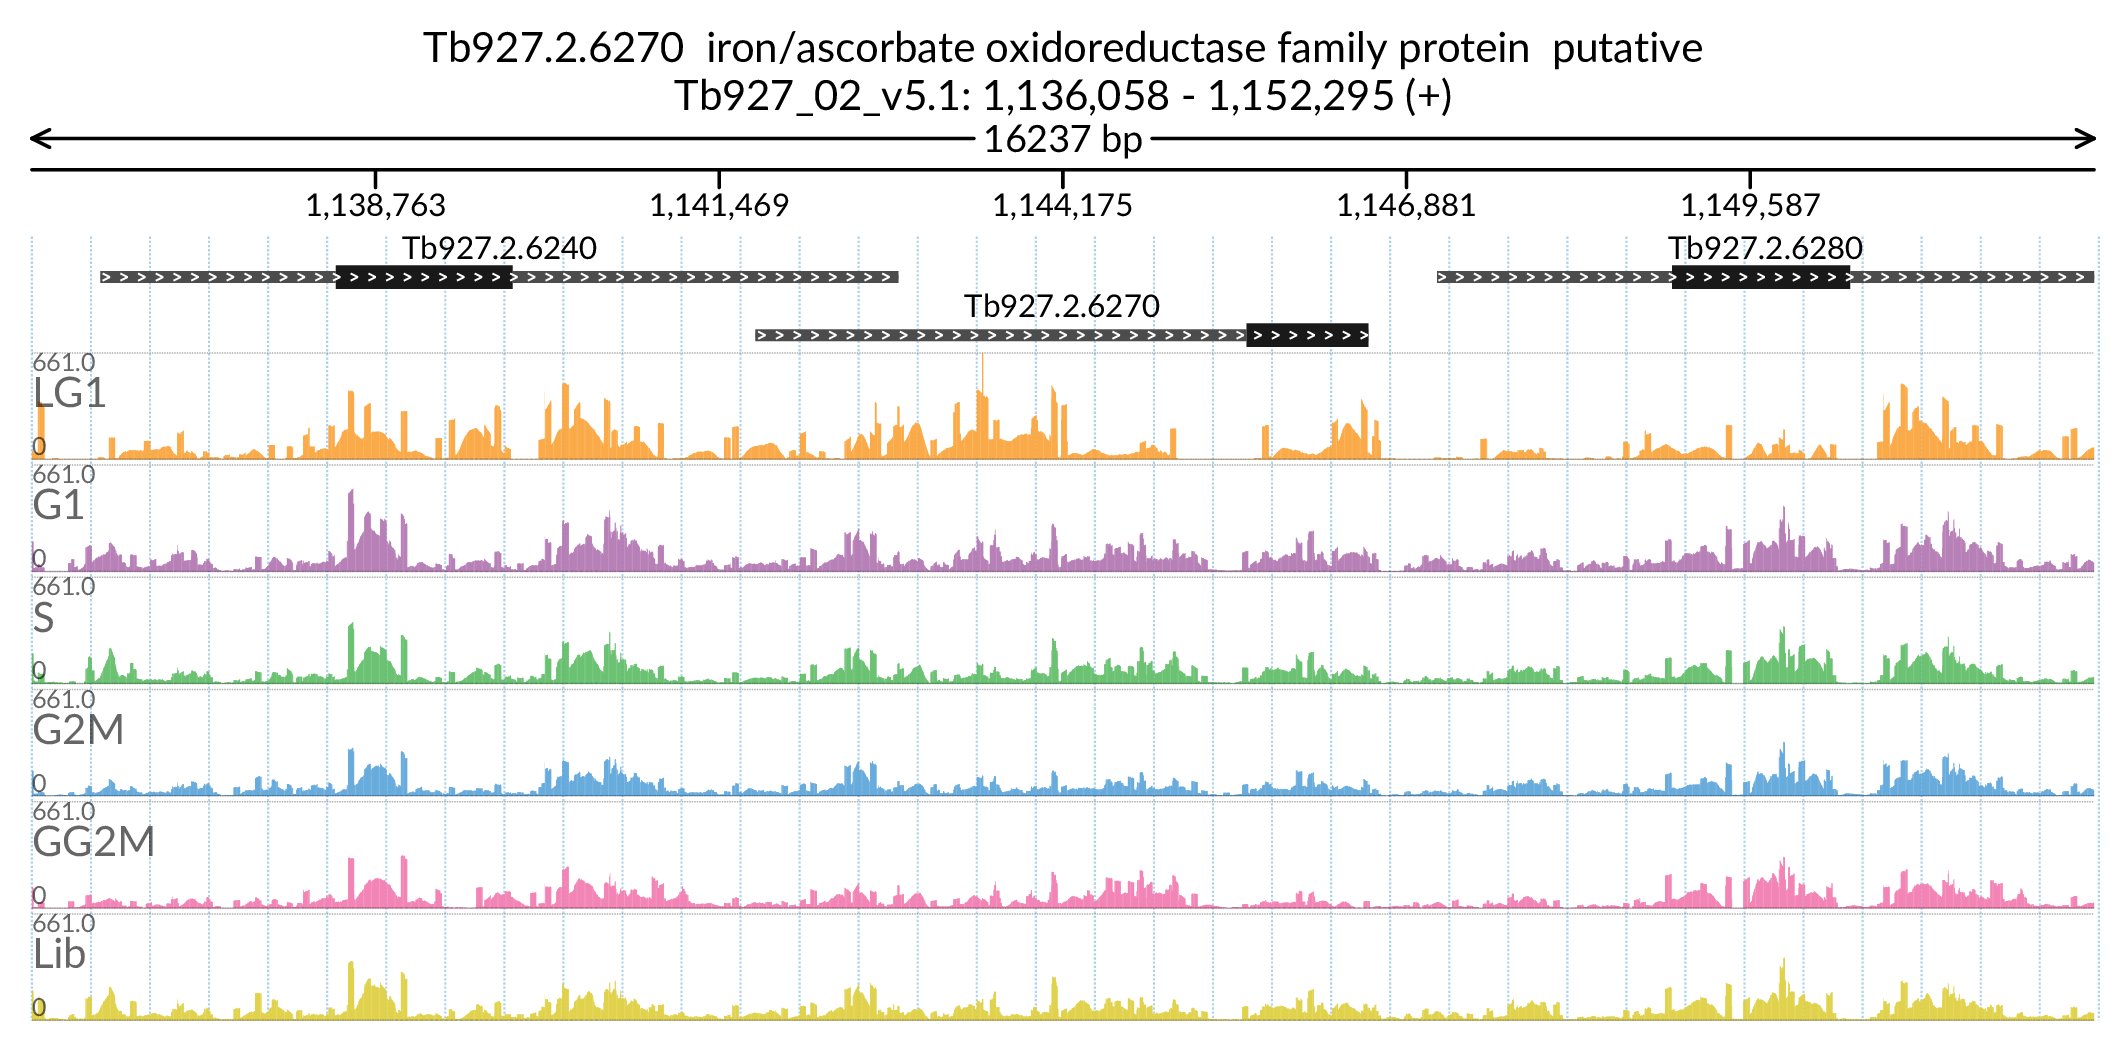 Tb927.2.6270 iron/ascorbate oxidoreductase family protein putative
Tb927_02_v5.1: 1,136,058 - 1,152,295 (+)
16237 bp
1,138,763 1,141,469 1,144,175 1,146,881 1,149,587
Tb927.2.6240 Tb927.2.6280
Tb927.2.6270
661.0
LG1
0
661.0
G1
0
661.0
S
0
661.0
G2M
0
661.0
GG2M
0
661.0
Lib
0